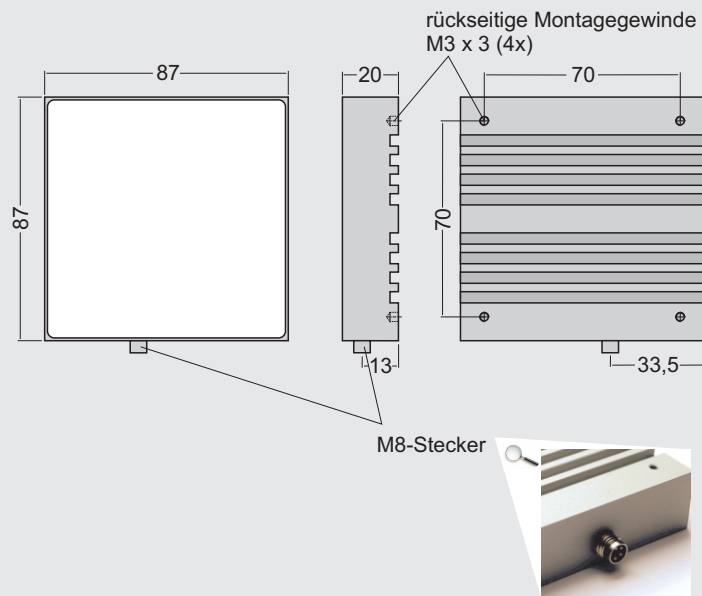 rückseitige Montagegewinde
M3 x 3 (4x)
87
20
70
87
70
13
33,5
M8-Stecker